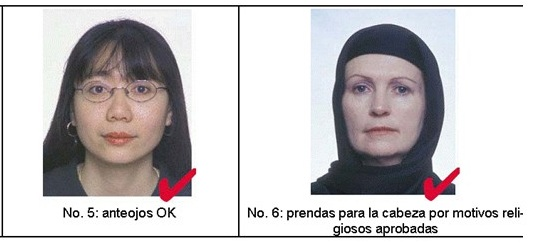 No. 5: anteojos OK
No. 6: prendas para la cabeza por motivos reli-
giosos aprobadas